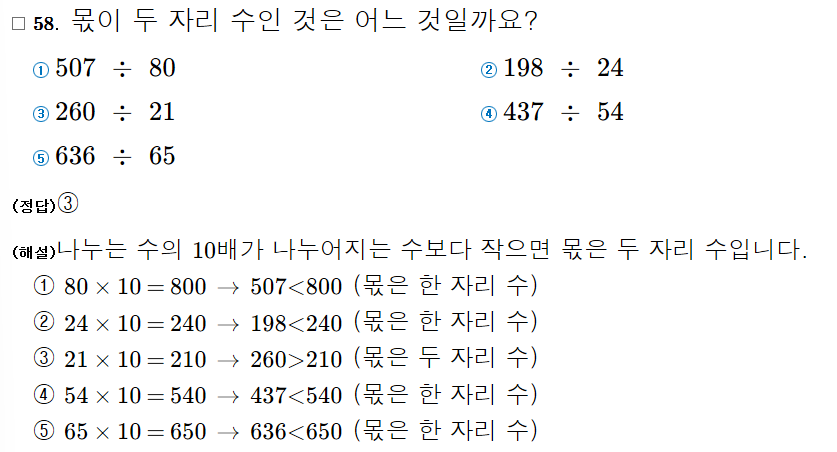 □ 58. 몫이 두 자리 수인 것은 어느 것일까요?
① 507 ÷ 80 ② 198 ÷ 24
③ 260 ÷ 21 ④ 437 ÷ 54
⑤ 636 ÷ 65
(정답)③
(해설)나누는 수의 10배가 나누어지는 수보다 작으면 몫은 두 자리 수입니다.
① 80 × 10 = 800 → 507<800 (몫은 한 자리 수)
② 24 × 10 = 240 → 198<240 (몫은 한 자리 수)
③ 21 × 10 = 210 → 260>210 (몫은 두 자리 수)
④ 54 × 10 = 540 → 437<540 (몫은 한 자리 수)
⑤ 65 × 10 = 650 → 636<650 (몫은 한 자리 수)